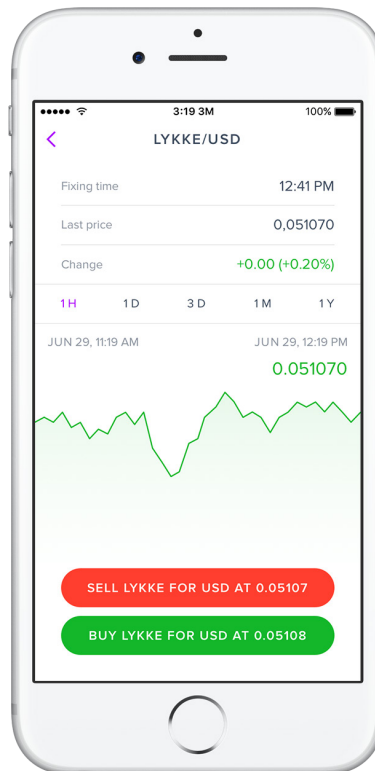 3:19 3M 100%
LYKKE/USD
Fixing time 12:41 PM
Last price 0,051070
Change +0.00 (+0.20%)
1H 1D 3D 1M 1Y
JUN 29, 11:19 AM JUN 29, 12:19 PM
0.051070
SELL LYKKE FOR USD AT 0.05107
BUY LYKKE FOR USD AT 0.05108